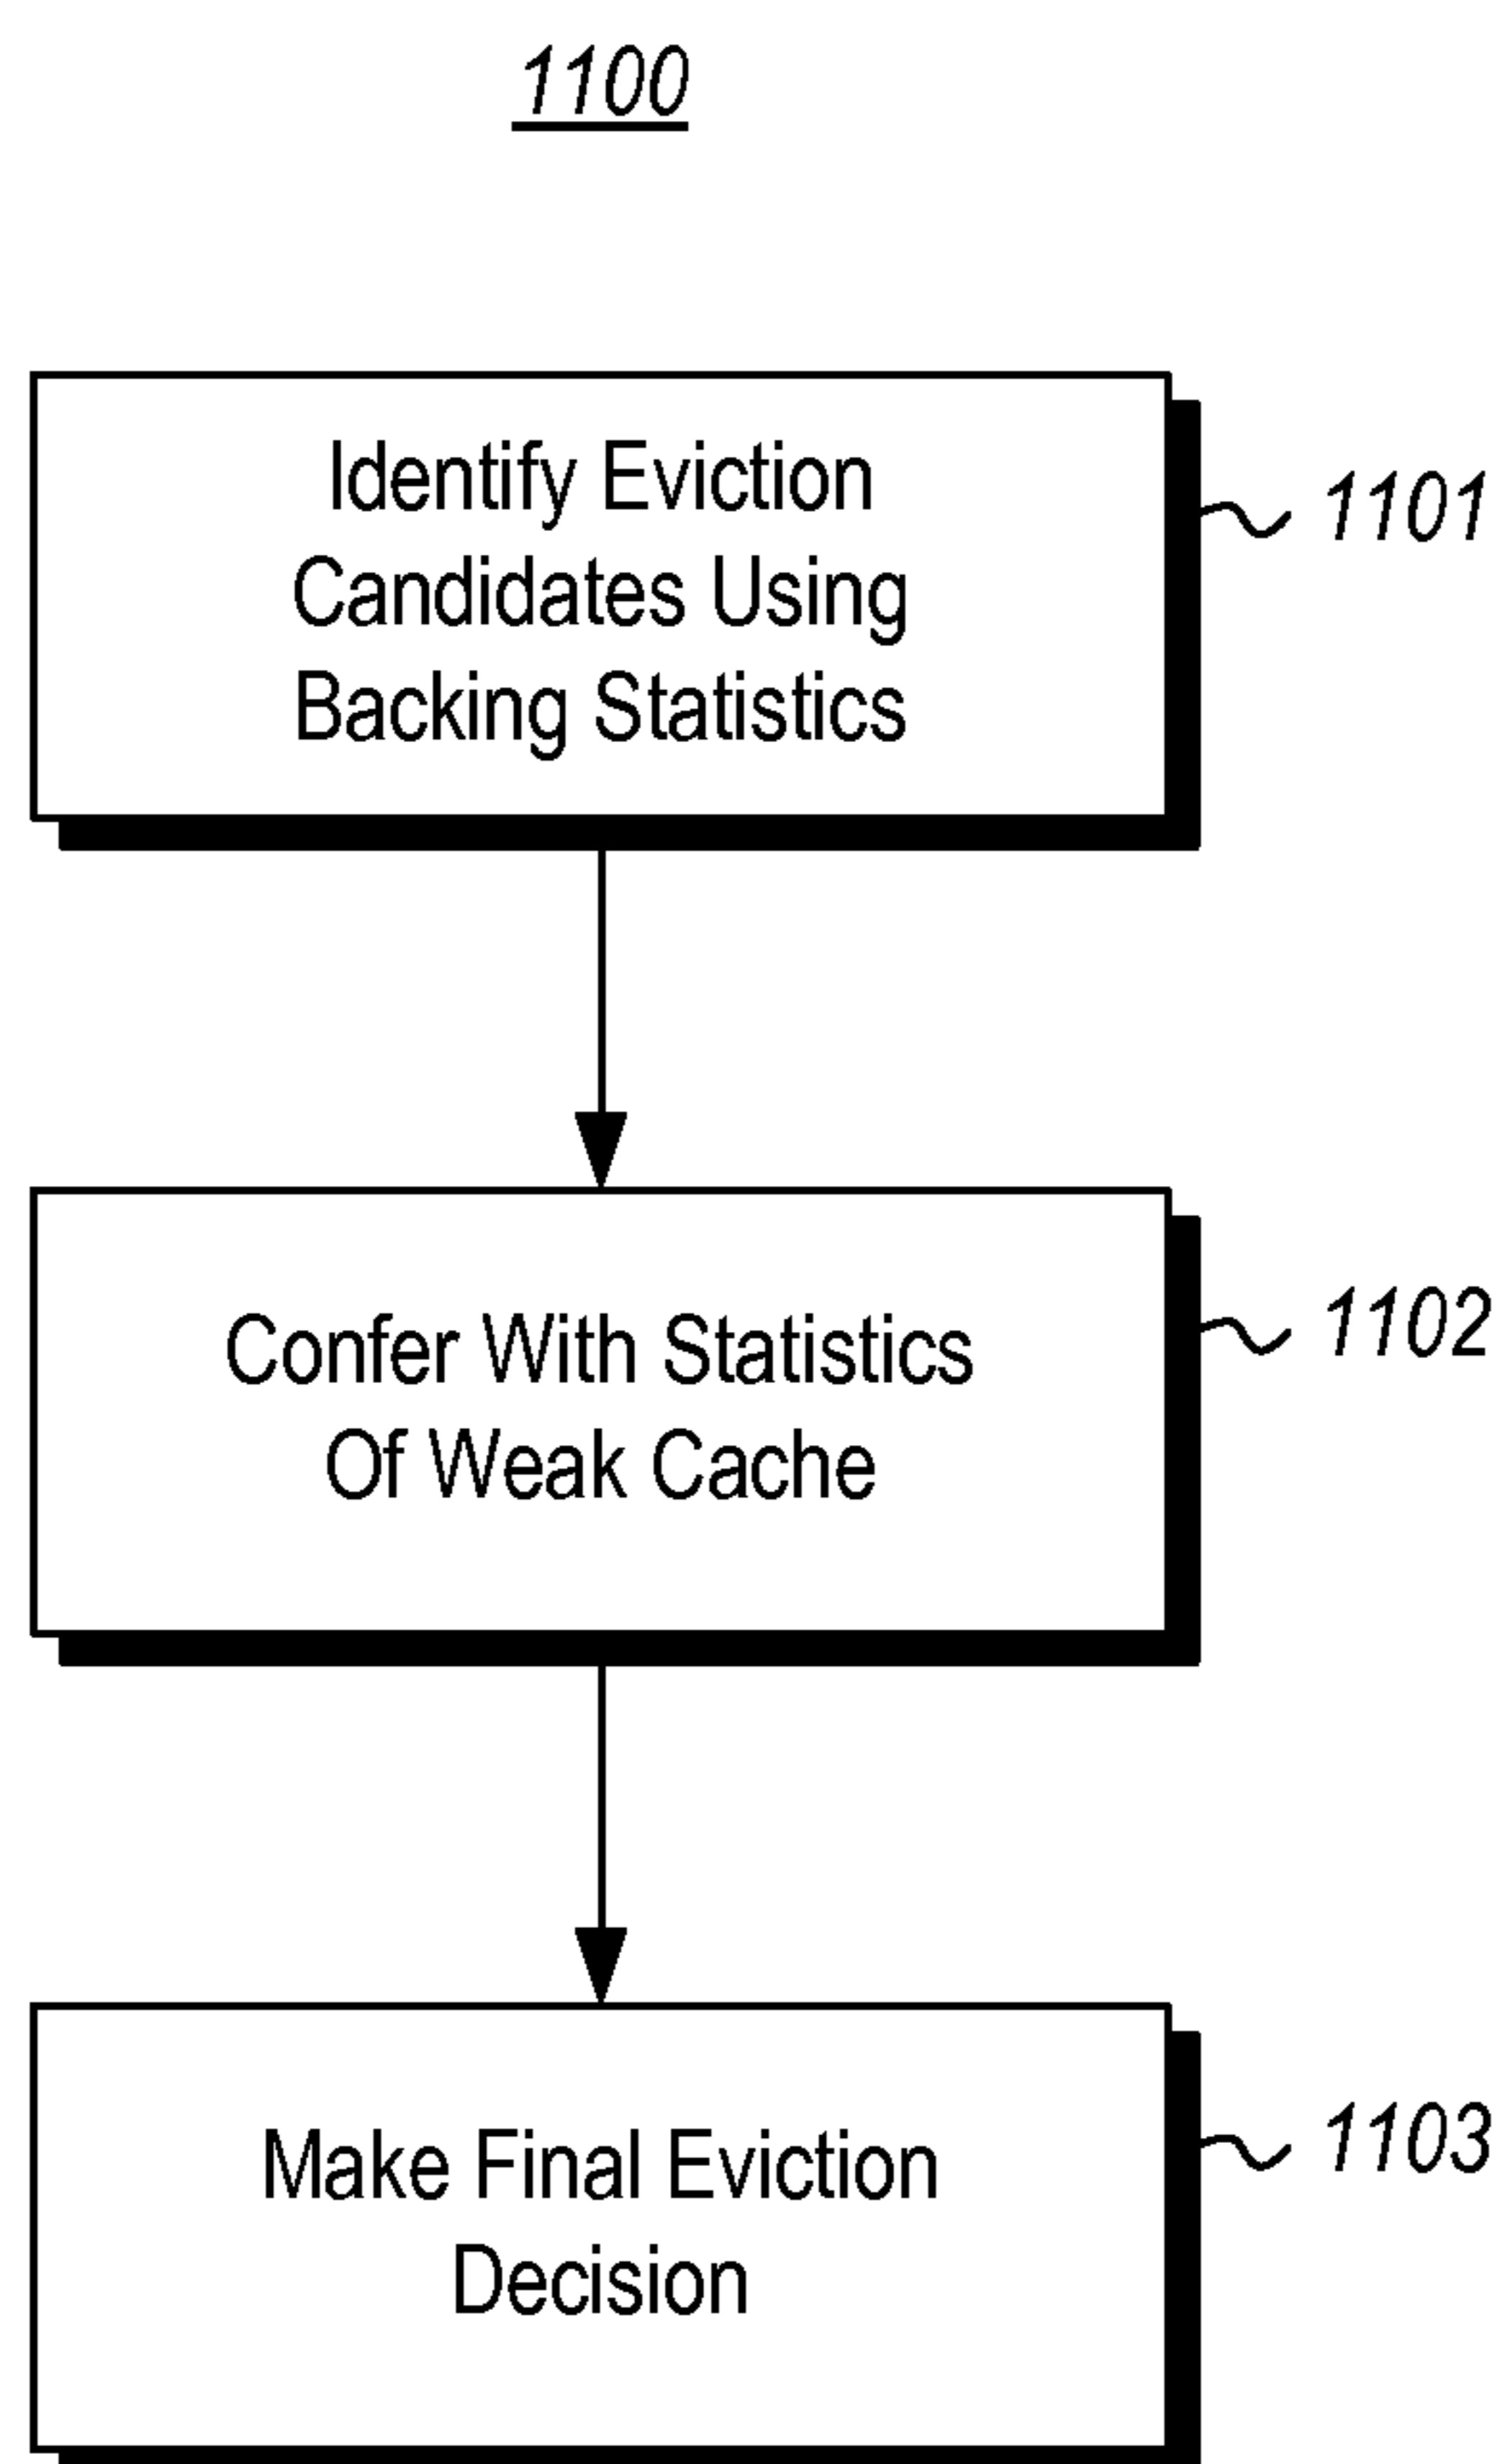 1100
Identify Eviction
Candidates Using
Backing Statistics
1101
Confer With Statistics
Of Weak Cache
1102
Make Final Eviction
Decision
1103